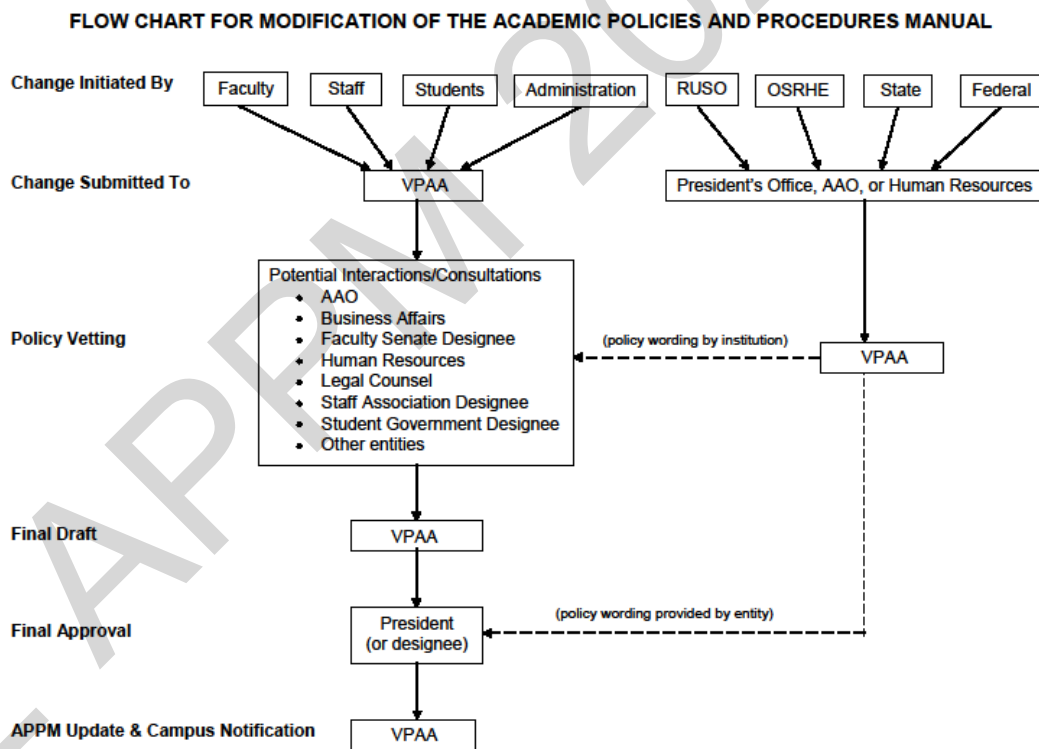 FLOW CHART FOR MODIFICATION OF THE ACADEMIC POLICIES AND PROCEDURES MANUAL
Change Initiated By
Faculty
Staff
Students
Administration
RUSO
OSRHE
State
Federal
Change Submitted To
VPAA
President's Office, AAO, or Human Resources
Policy Vetting
Potential Interactions/Consultations
• AAO
• Business Affairs
• Faculty Senate Designee
• Human Resources
• Legal Counsel
• Staff Association Designee
• Student Government Designee
• Other entities
(policy wording by institution)
VPAA
Final Draft
VPAA
Final Approval
President
(or designee)
(policy wording provided by entity)
APPM Update & Campus Notification
VPAA
APPM